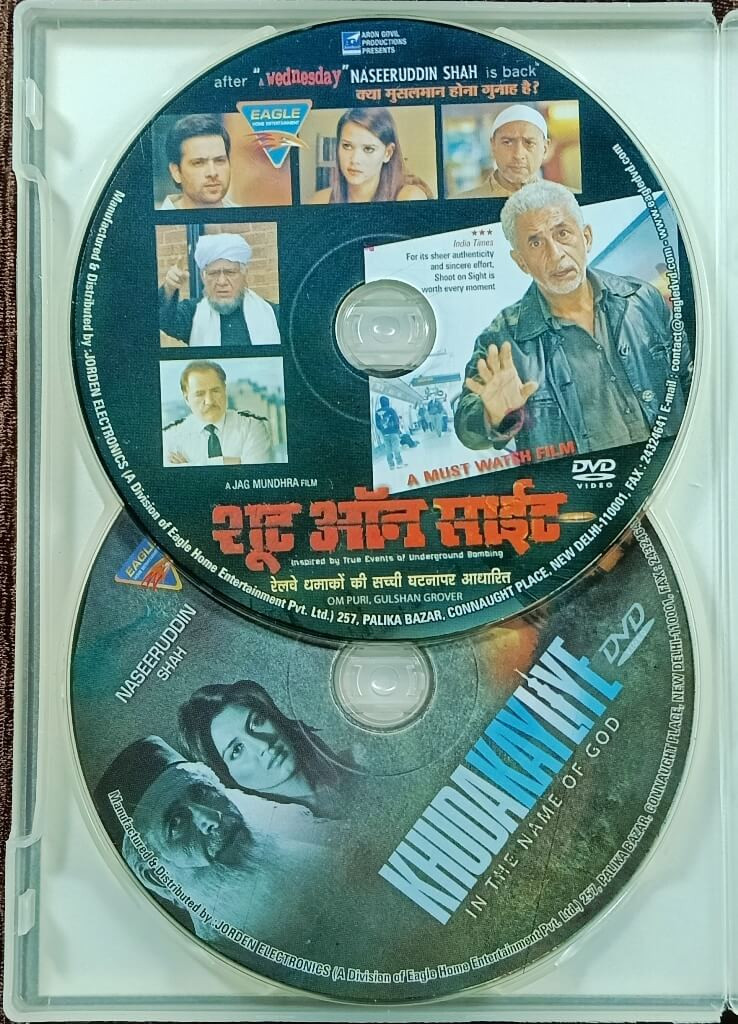 ARON GOVIL
PRODUCTIONS
PRESENTS
after "A wednesday" NASEERUDDIN SHAH is back"
क्या मुसलमान होना गुनाह है?
EAGLE
HOME ENTERTAINMENT
★★★
India Times
For its sheer authenticity
and sincere effort,
Shoot on Sight is
worth every moment
A MUST WATCH FILM
DVD
VIDEO
A JAG MUNDHRA FILM
शूट ऑन साईट
Inspired by True Events of Underground Bombing
रेलवे धमाकों की सच्ची घटनापर आधारित
OM PURI, GULSHAN GROVER
Manufactured & Distributed by :JORDEN ELECTRONICS (A Division of Eagle Home Entertainment Pvt. Ltd.) 257, PALIKA BAZAR, CONNAUGHT PLACE, NEW DELHI-110001, FAX : 24324641 E-mail : contact@eagledvd.com - www.eagledvd.com
EAGLE
NASEERUDDIN
SHAH
DVD
KHUDA KAY LIYE
IN THE NAME OF GOD
Manufactured & Distributed by :JORDEN ELECTRONICS (A Division of Eagle Home Entertainment Pvt. Ltd.) 257, PALIKA BAZAR, CONNAUGHT PLACE, NEW DELHI-110001, FAX :